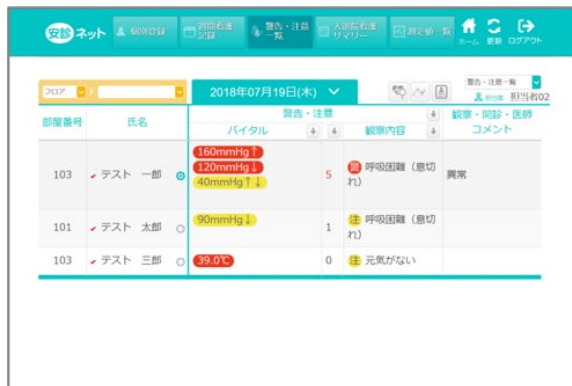 安診ネット
個別登録
週間看護
記録
警告・注意
一覧
入退院看護
サマリー
測定値一覧
ホーム
更新
ログアウト
フロア
2018年07月19日(木)
警告・注意一覧
担当者 担当者02
部屋番号
氏名
警告・注意
バイタル
観察内容
観察・問診・医師
コメント
103 テスト 一郎
160mmHg↑
120mmHg↓
40mmHg↑↓
5
警 呼吸困難（息切
れ）
異常
101 テスト 太郎
90mmHg↓
1
注 呼吸困難（息切
れ）
103 テスト 三郎
39.0℃
0
注 元気がない